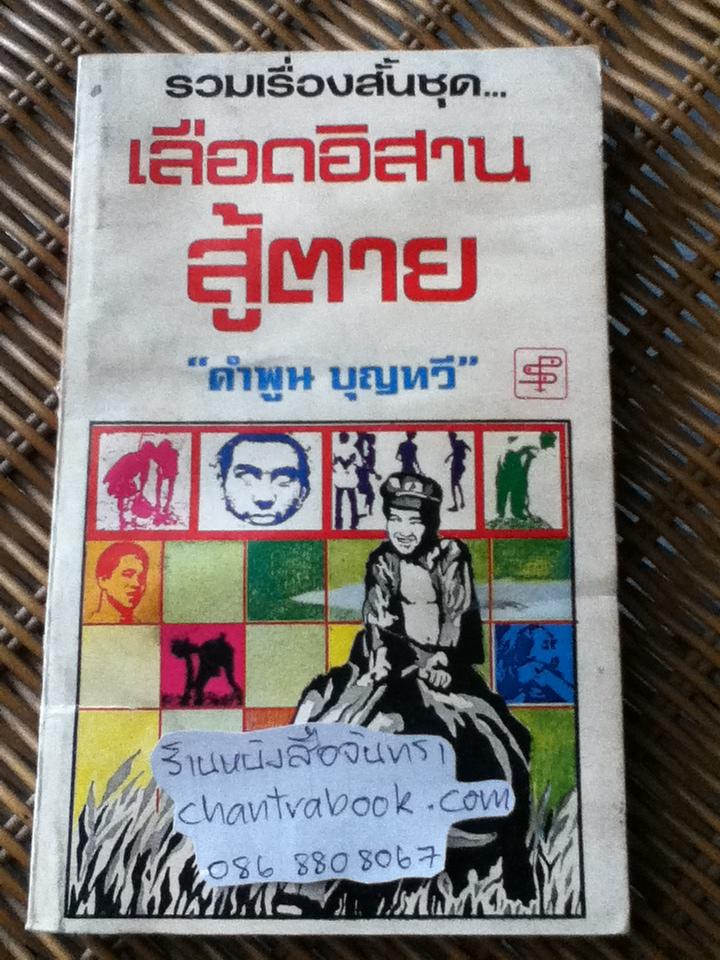 รวมเรื่องสั้นชุด...
เลือดอิสาน
สู้ตาย
“คำพูน บุญทวี”
ร้านหนังสือจันทรา
chantrabook.com
086 8808067